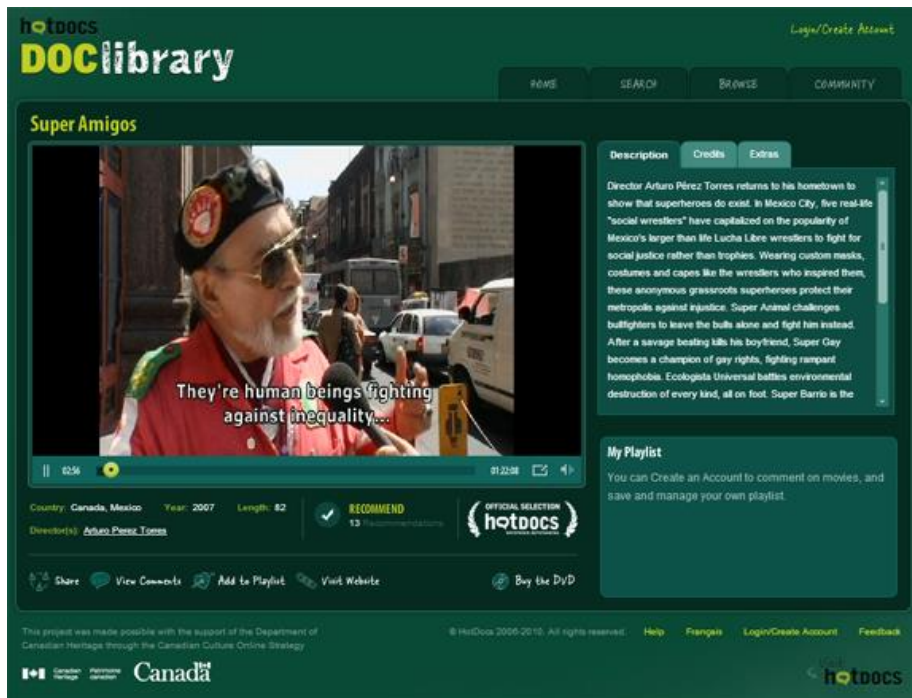 hotdocs
DOClibrary
Login/Create Account
HOME SEARCH BROWSE COMMUNITY
Super Amigos
They're human beings fighting
against inequality...
02:56 01:22:08
Country: Canada, Mexico Year: 2007 Length: 82
Director(s): Arturo Perez Torres
RECOMMEND
13 Recommendations
OFFICIAL SELECTION
hotdocs
Share View Comments Add to Playlist Visit Website Buy the DVD
Description Credits Extras
Director Arturo Pérez Torres returns to his hometown to
show that superheroes do exist. In Mexico City, five real-life
"social wrestlers" have capitalized on the popularity of
Mexico's larger than life Lucha Libre wrestlers to fight for
social justice rather than trophies. Wearing custom masks,
costumes and capes like the wrestlers who inspired them,
these anonymous grassroots superheroes protect their
metropolis against injustice. Super Animal challenges
bullfighters to leave the bulls alone and fight him instead.
After a savage beating kills his boyfriend, Super Gay
becomes a champion of gay rights, fighting rampant
homophobia. Ecologista Universal battles environmental
destruction of every kind, all on foot. Super Barrio is the
My Playlist
You can Create an Account to comment on movies, and
save and manage your own playlist.
This project was made possible with the support of the Department of
Canadian Heritage through the Canadian Culture Online Strategy
© HotDocs 2006-2010. All rights reserved. Help Français Login/Create Account Feedback
Canadian Heritage
Patrimoine canadien
Canada
hotdocs